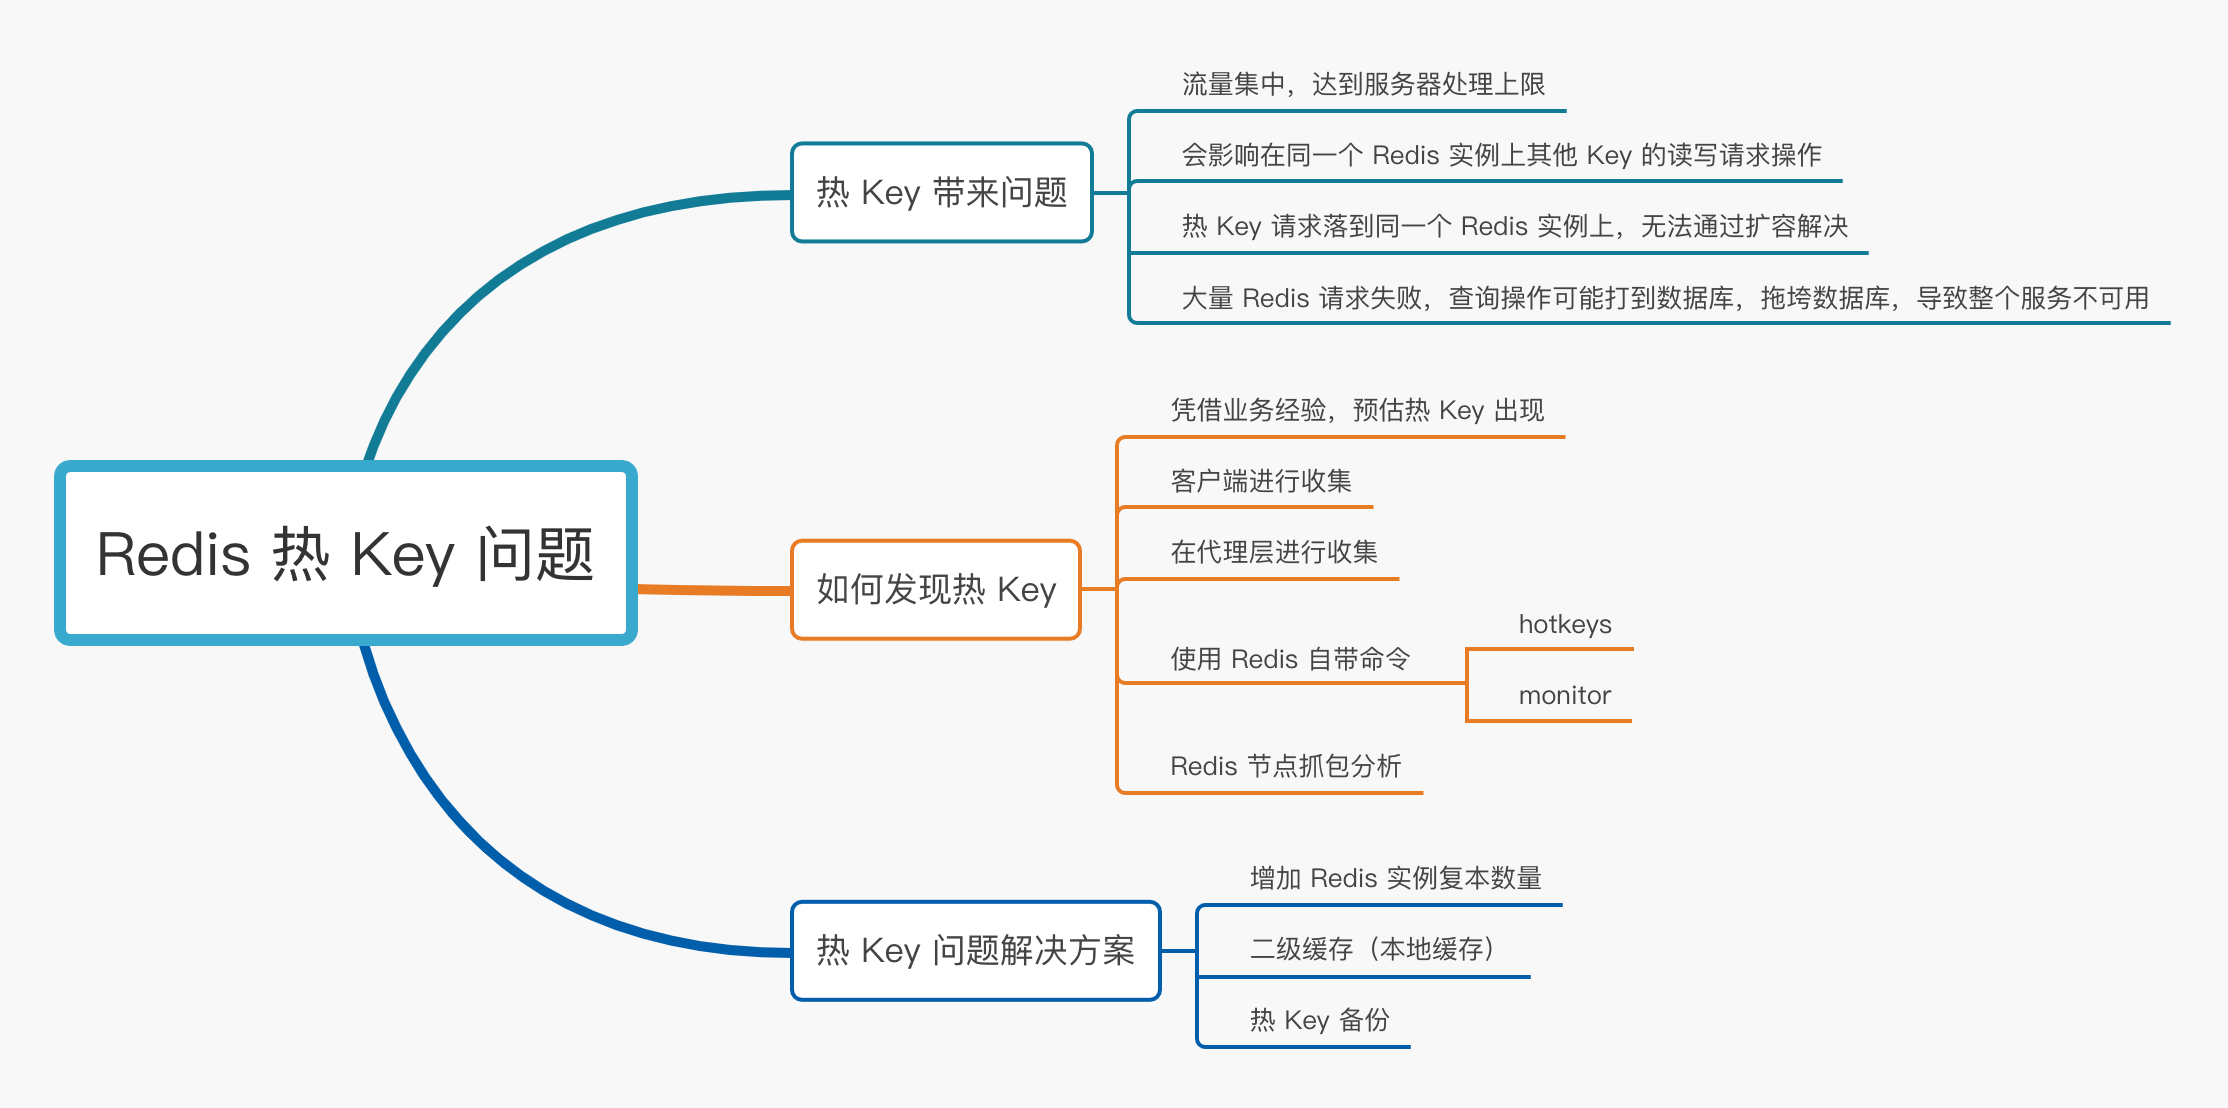 Redis 热 Key 问题
热 Key 带来问题
流量集中，达到服务器处理上限
会影响在同一个 Redis 实例上其他 Key 的读写请求操作
热 Key 请求落到同一个 Redis 实例上，无法通过扩容解决
大量 Redis 请求失败，查询操作可能打到数据库，拖垮数据库，导致整个服务不可用
如何发现热 Key
凭借业务经验，预估热 Key 出现
客户端进行收集
在代理层进行收集
使用 Redis 自带命令
hotkeys
monitor
Redis 节点抓包分析
热 Key 问题解决方案
增加 Redis 实例复本数量
二级缓存（本地缓存）
热 Key 备份